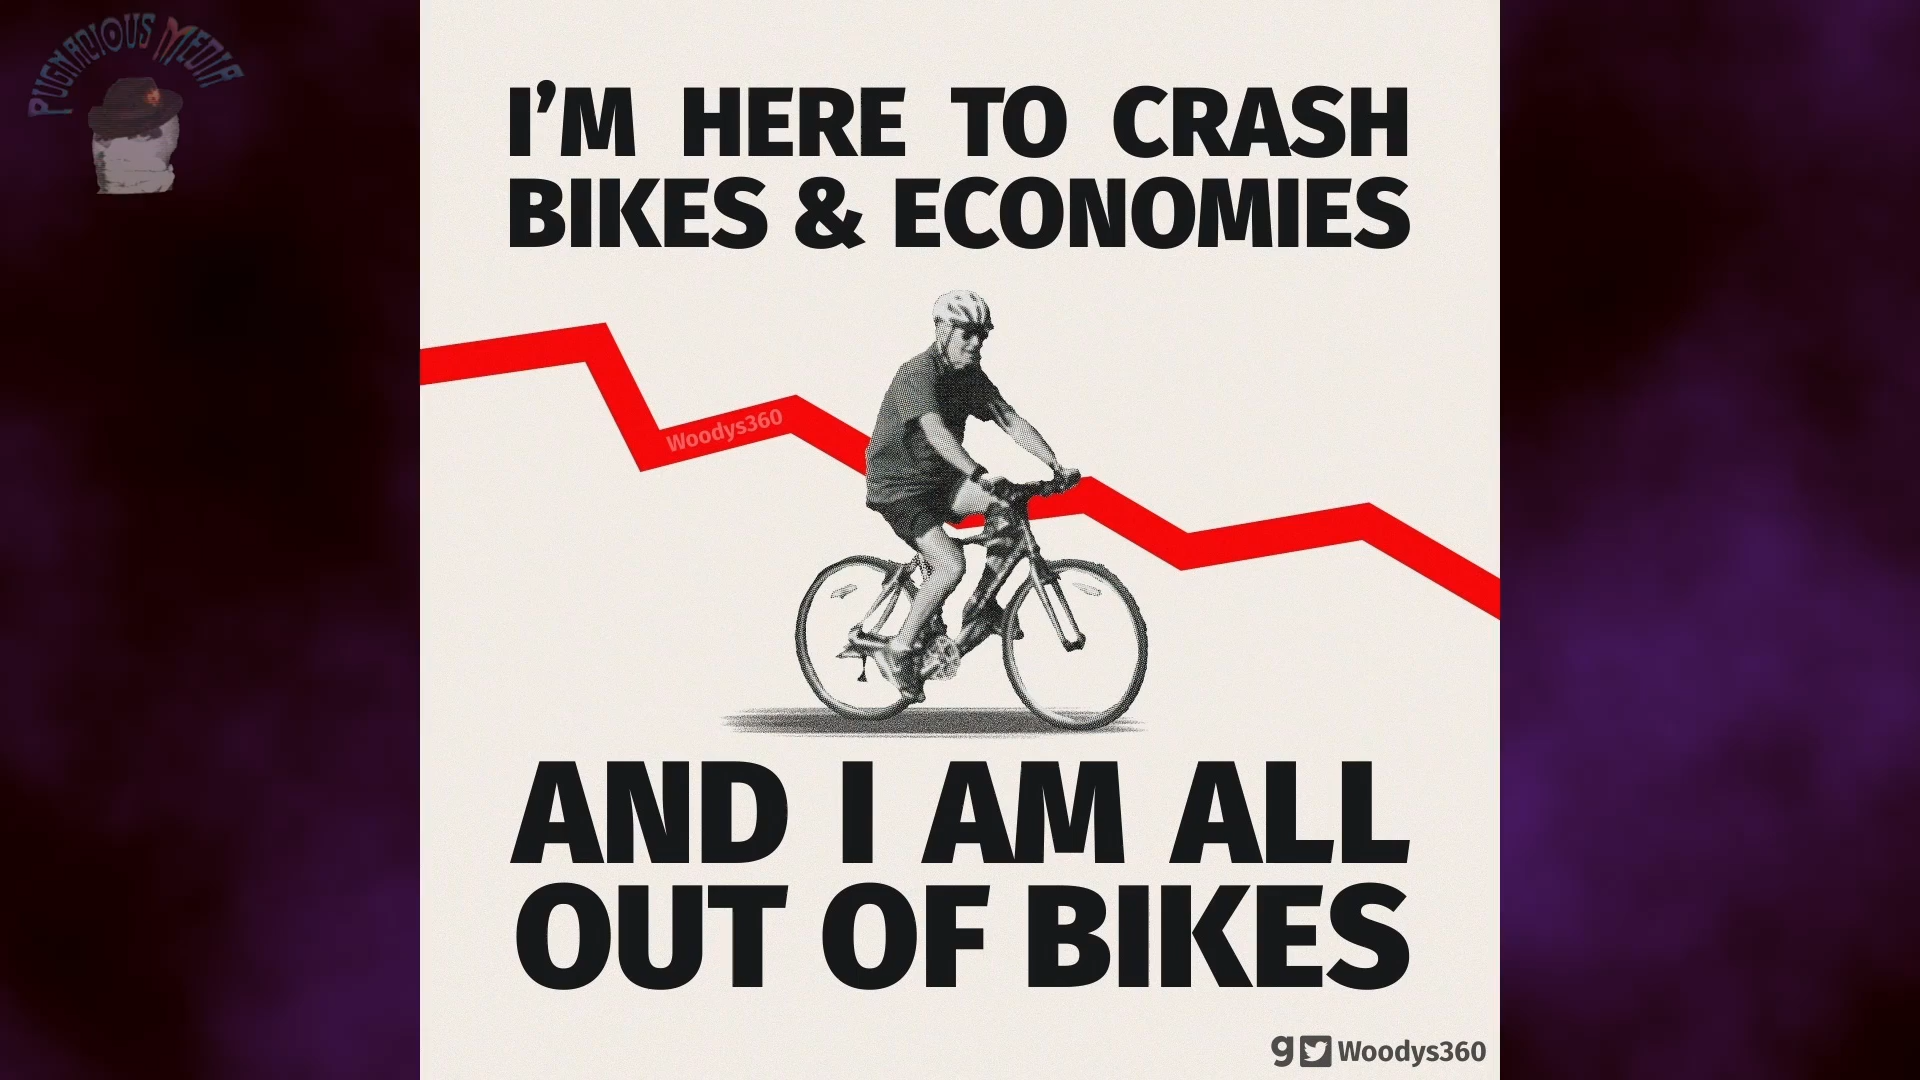 PUGNACIOUS MEDIA
I'M HERE TO CRASH
BIKES & ECONOMIES
Woodys360
AND I AM ALL
OUT OF BIKES
g Woodys360